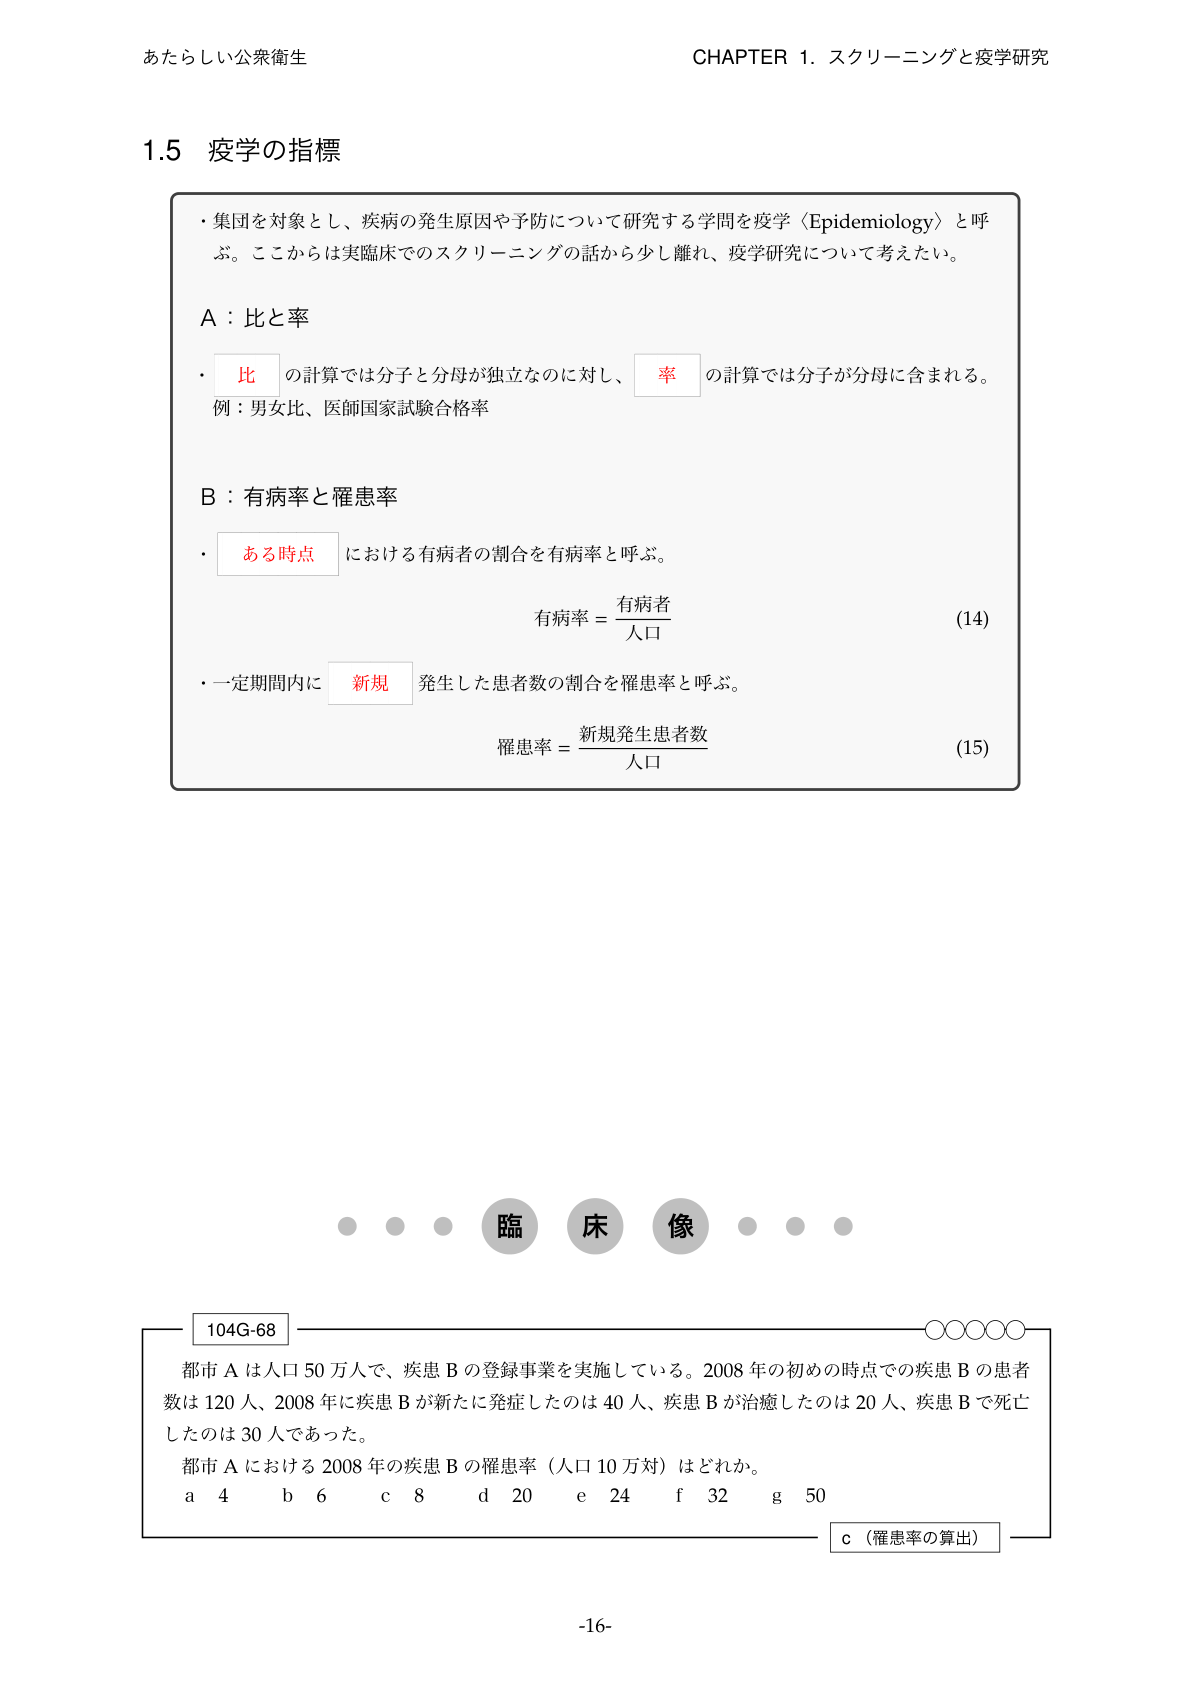 あたらしい公衆衛生 CHAPTER 1. スクリーニングと疫学研究
1.5 疫学の指標
・集団を対象とし、疾病の発生原因や予防について研究する学問を疫学〈Epidemiology〉と呼
ぶ。ここからは実臨床でのスクリーニングの話から少し離れ、疫学研究について考えたい。
A：比と率
・ 比 の計算では分子と分母が独立なのに対し、 率 の計算では分子が分母に含まれる。
例：男女比、医師国家試験合格率
B：有病率と罹患率
・ ある時点 における有病者の割合を有病率と呼ぶ。
有病率 = 有病者 / 人口 (14)
・一定期間内に 新規 発生した患者数の割合を罹患率と呼ぶ。
罹患率 = 新規発生患者数 / 人口 (15)
臨 床 像
104G-68 ○○○○○
都市 A は人口 50 万人で、疾患 B の登録事業を実施している。2008 年の初めの時点での疾患 B の患者
数は 120 人、2008 年に疾患 B が新たに発症したのは 40 人、疾患 B が治癒したのは 20 人、疾患 B で死亡
したのは 30 人であった。
都市 A における 2008 年の疾患 B の罹患率（人口 10 万対）はどれか。
a 4 b 6 c 8 d 20 e 24 f 32 g 50
c （罹患率の算出）
-16-